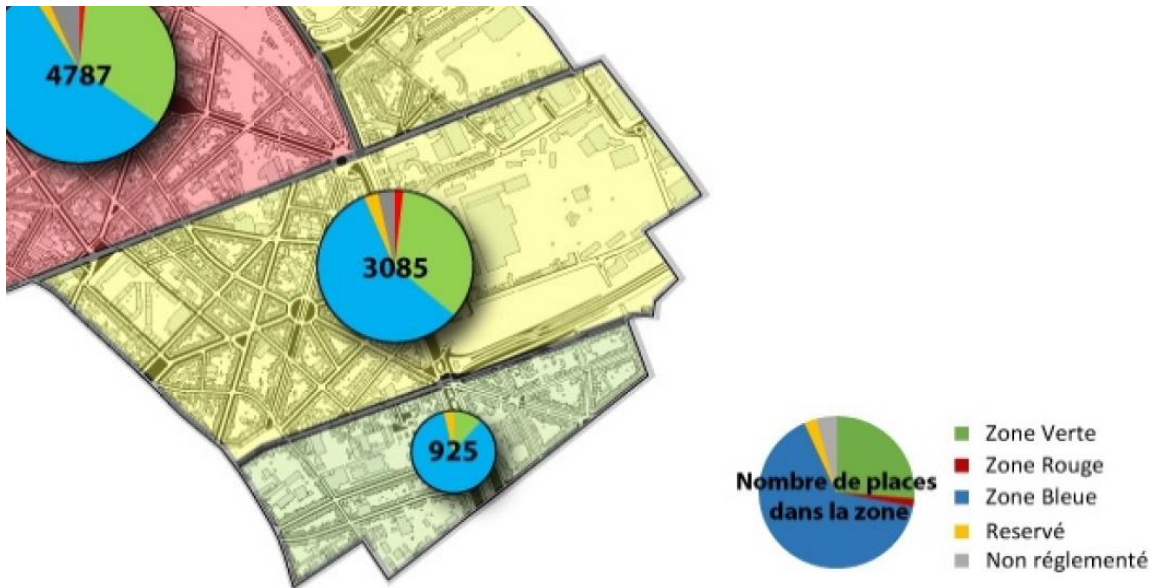 4787
3085
925
Nombre de places
dans la zone
Zone Verte
Zone Rouge
Zone Bleue
Reservé
Non réglementé